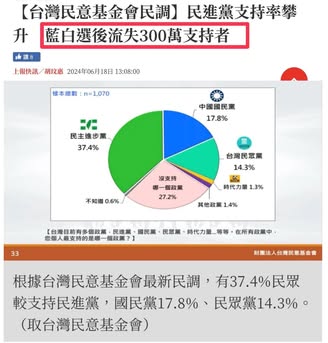 【台灣民意基金會民調】民進黨支持率攀
升 藍白選後流失300萬支持者
讚 8
上報快訊／胡玟惠 2024年06月18日 13:08:00
樣本總數：n=1,070
中國國民黨
17.8%
民主進步黨
37.4%
台灣民眾黨
14.3%
時代力量 1.3%
其他政黨 1.4%
沒支持
哪一個政黨
27.2%
不知道 0.6%
【台灣目前有多個政黨，民進黨、國民黨、民眾黨、時代力量...等等。在所有政黨中，
您個人最支持的是哪一個政黨？】
33
財團法人台灣民意基金會
根據台灣民意基金會最新民調，有37.4%民眾
較支持民進黨，國民黨17.8%、民眾黨14.3%。
（取台灣民意基金會）